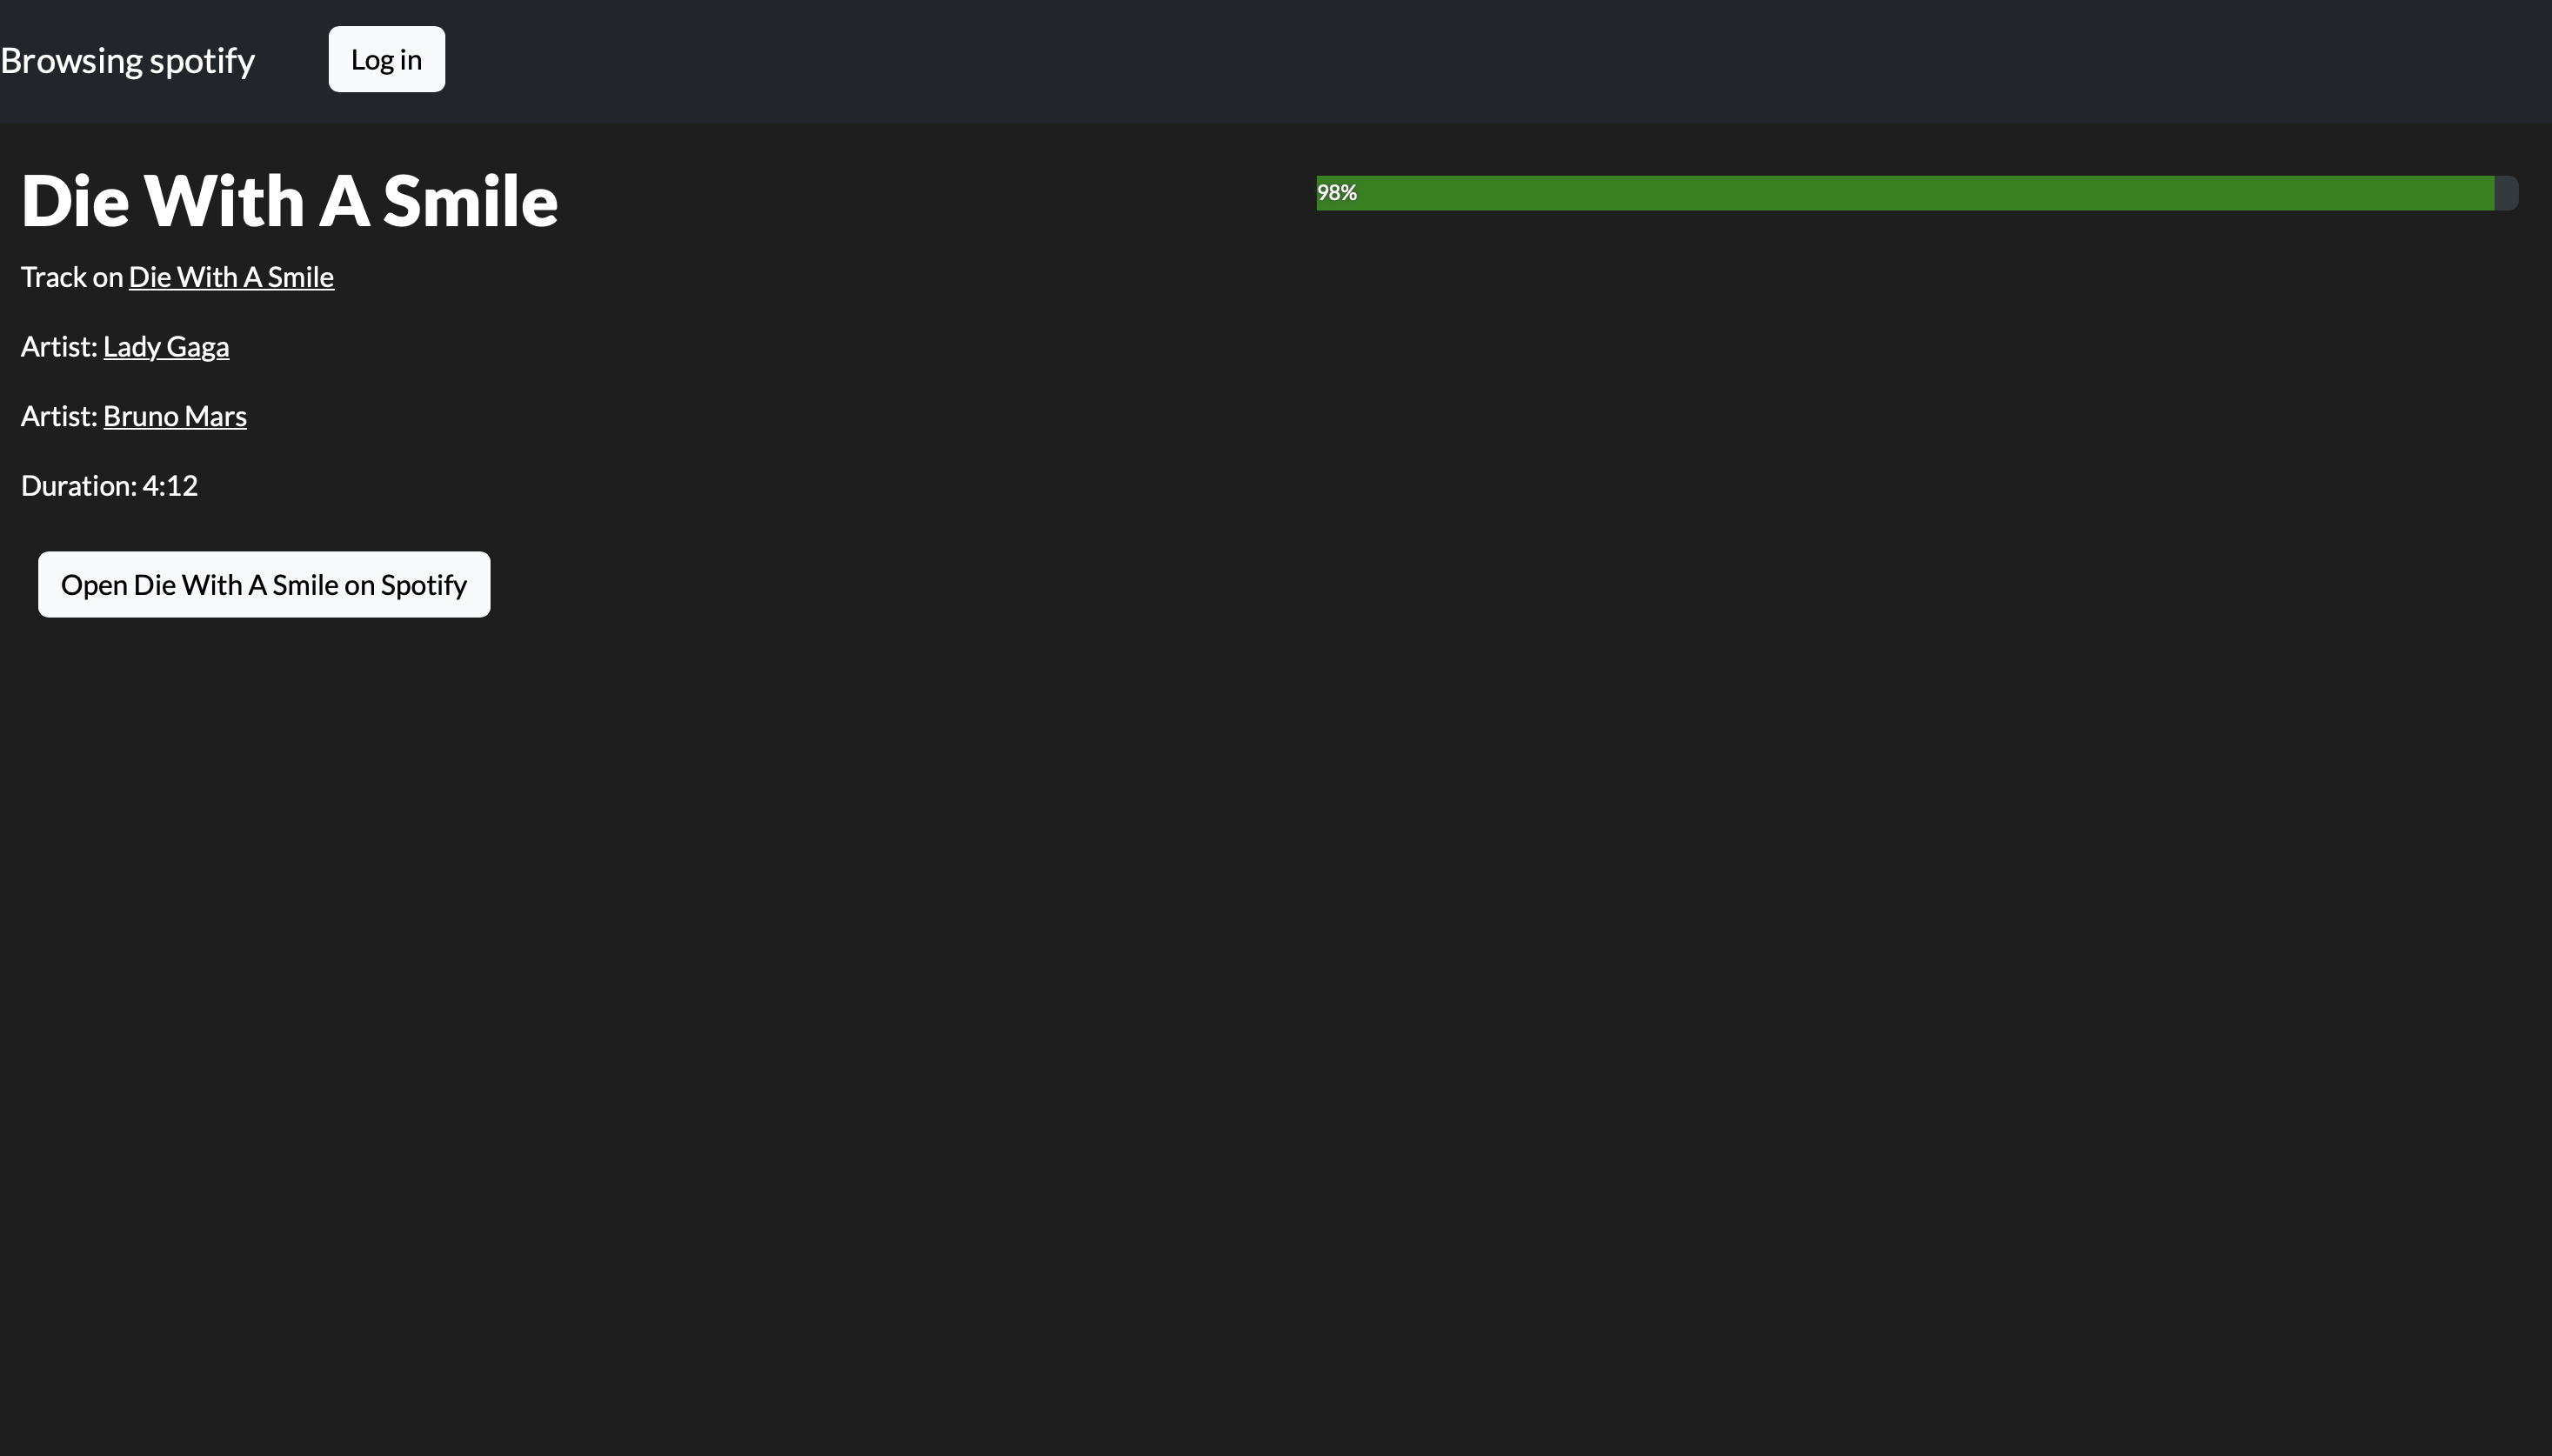 Browsing spotify
Log in
Die With A Smile
98%
Track on Die With A Smile
Artist: Lady Gaga
Artist: Bruno Mars
Duration: 4:12
Open Die With A Smile on Spotify